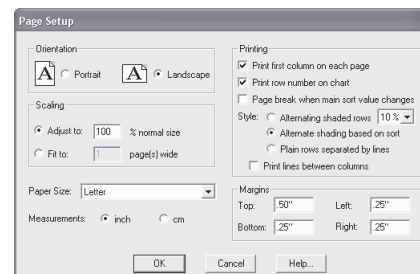 Page Setup
Orientation
A Portrait A Landscape
Scaling
Adjust to: 100 % normal size
Fit to: 1 page(s) wide
Paper Size: Letter
Measurements: inch cm
Printing
Print first column on each page
Print row number on chart
Page break when main sort value changes
Style: Alternating shaded rows 10 %
Alternate shading based on sort
Plain rows separated by lines
Print lines between columns
Margins
Top: .50" Left: .25"
Bottom: .25" Right: .25"
OK Cancel Help...